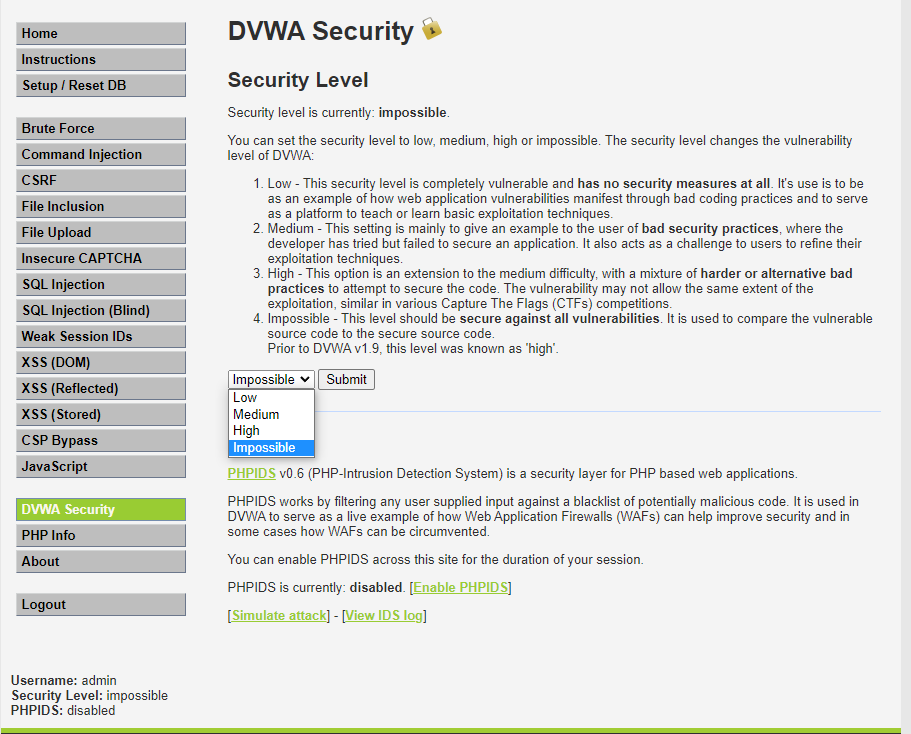 Home
Instructions
Setup / Reset DB
Brute Force
Command Injection
CSRF
File Inclusion
File Upload
Insecure CAPTCHA
SQL Injection
SQL Injection (Blind)
Weak Session IDs
XSS (DOM)
XSS (Reflected)
XSS (Stored)
CSP Bypass
JavaScript
DVWA Security
PHP Info
About
Logout
Username: admin
Security Level: impossible
PHPIDS: disabled
DVWA Security
Security Level
Security level is currently: impossible.
You can set the security level to low, medium, high or impossible. The security level changes the vulnerability
level of DVWA:
1. Low - This security level is completely vulnerable and has no security measures at all. It's use is to be
as an example of how web application vulnerabilities manifest through bad coding practices and to serve
as a platform to teach or learn basic exploitation techniques.
2. Medium - This setting is mainly to give an example to the user of bad security practices, where the
developer has tried but failed to secure an application. It also acts as a challenge to users to refine their
exploitation techniques.
3. High - This option is an extension to the medium difficulty, with a mixture of harder or alternative bad
practices to attempt to secure the code. The vulnerability may not allow the same extent of the
exploitation, similar in various Capture The Flags (CTFs) competitions.
4. Impossible - This level should be secure against all vulnerabilities. It is used to compare the vulnerable
source code to the secure source code.
Prior to DVWA v1.9, this level was known as 'high'.
Impossible Submit
Low
Medium
High
Impossible
PHPIDS v0.6 (PHP-Intrusion Detection System) is a security layer for PHP based web applications.
PHPIDS works by filtering any user supplied input against a blacklist of potentially malicious code. It is used in
DVWA to serve as a live example of how Web Application Firewalls (WAFs) can help improve security and in
some cases how WAFs can be circumvented.
You can enable PHPIDS across this site for the duration of your session.
PHPIDS is currently: disabled. [Enable PHPIDS]
[Simulate attack] - [View IDS log]